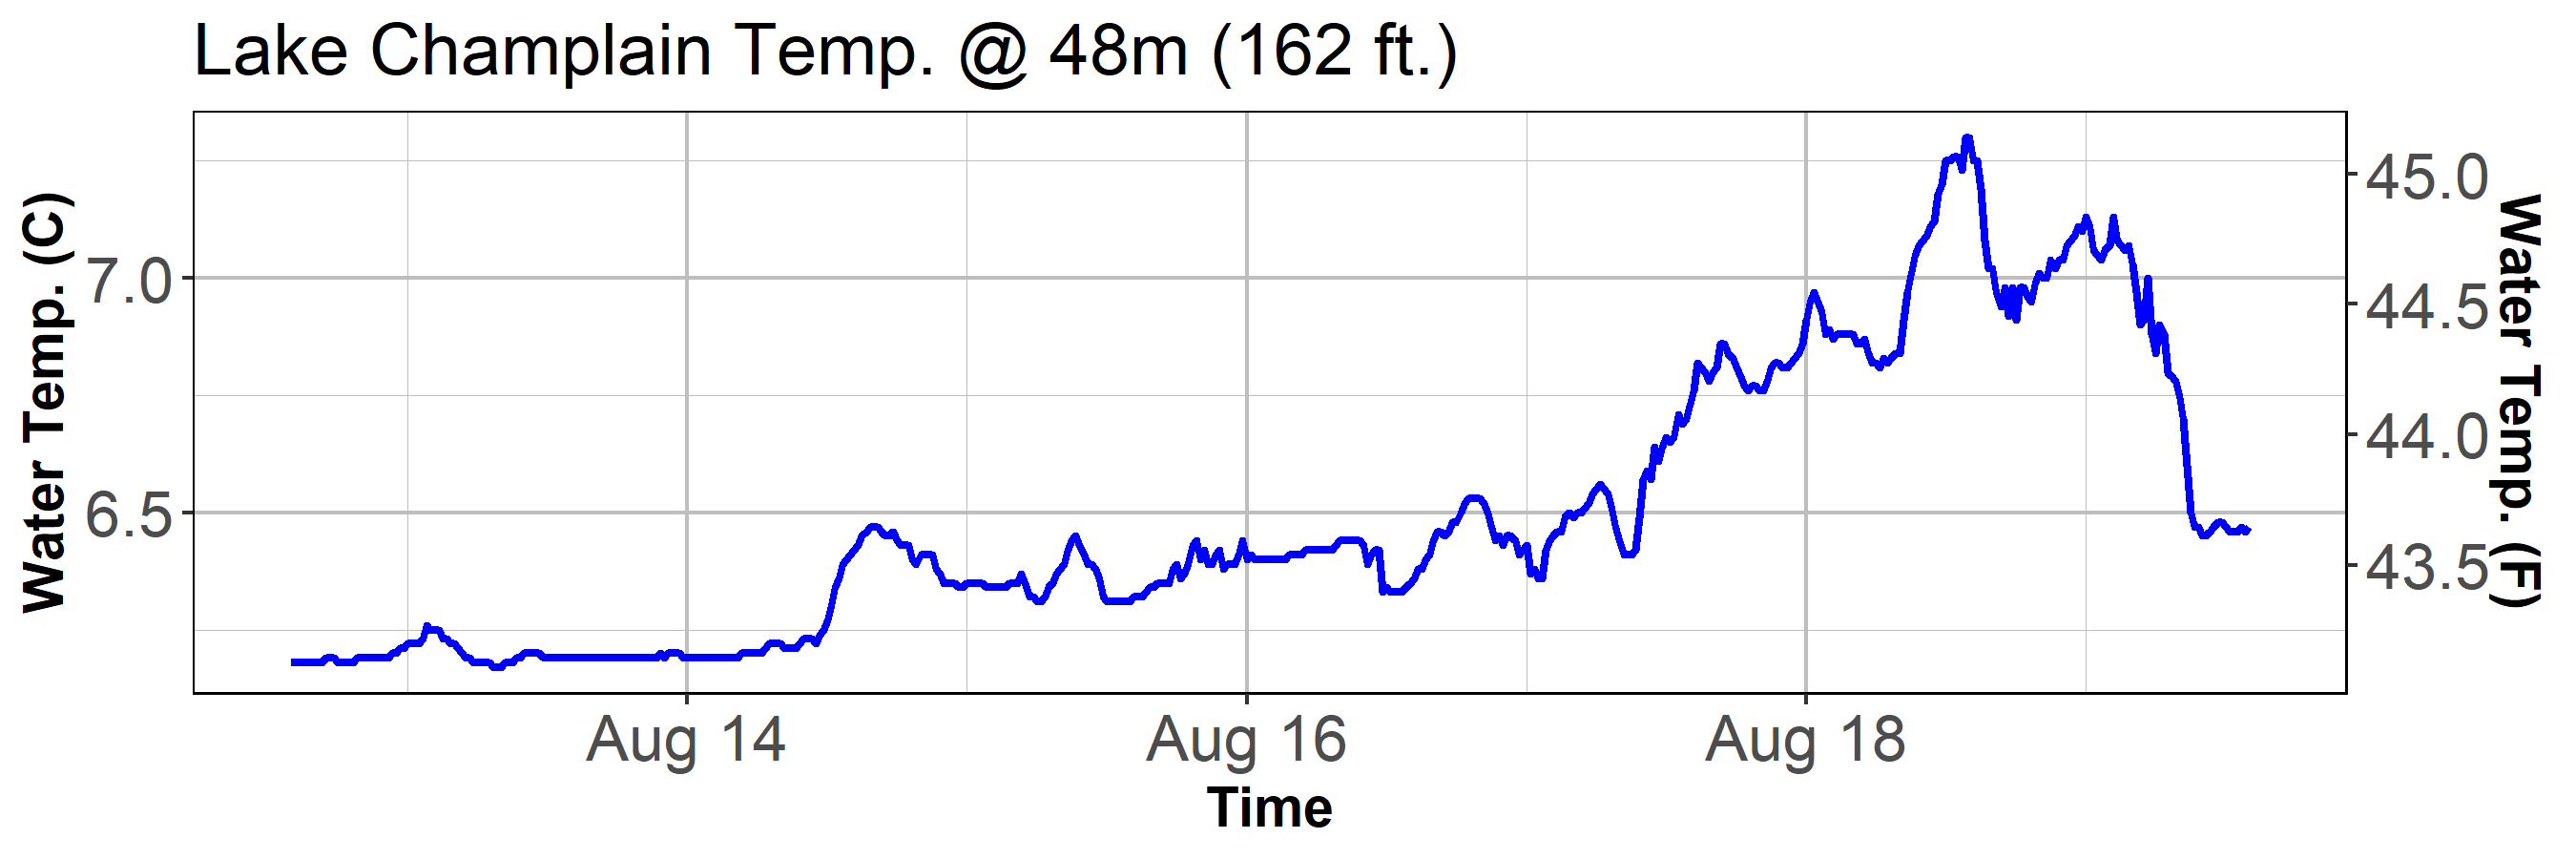 Lake Champlain Temp. @ 48m (162 ft.)
Water Temp. (C)
7.0
6.5
45.0
44.5
44.0
43.5
Water Temp. (F)
Aug 14
Aug 16
Aug 18
Time